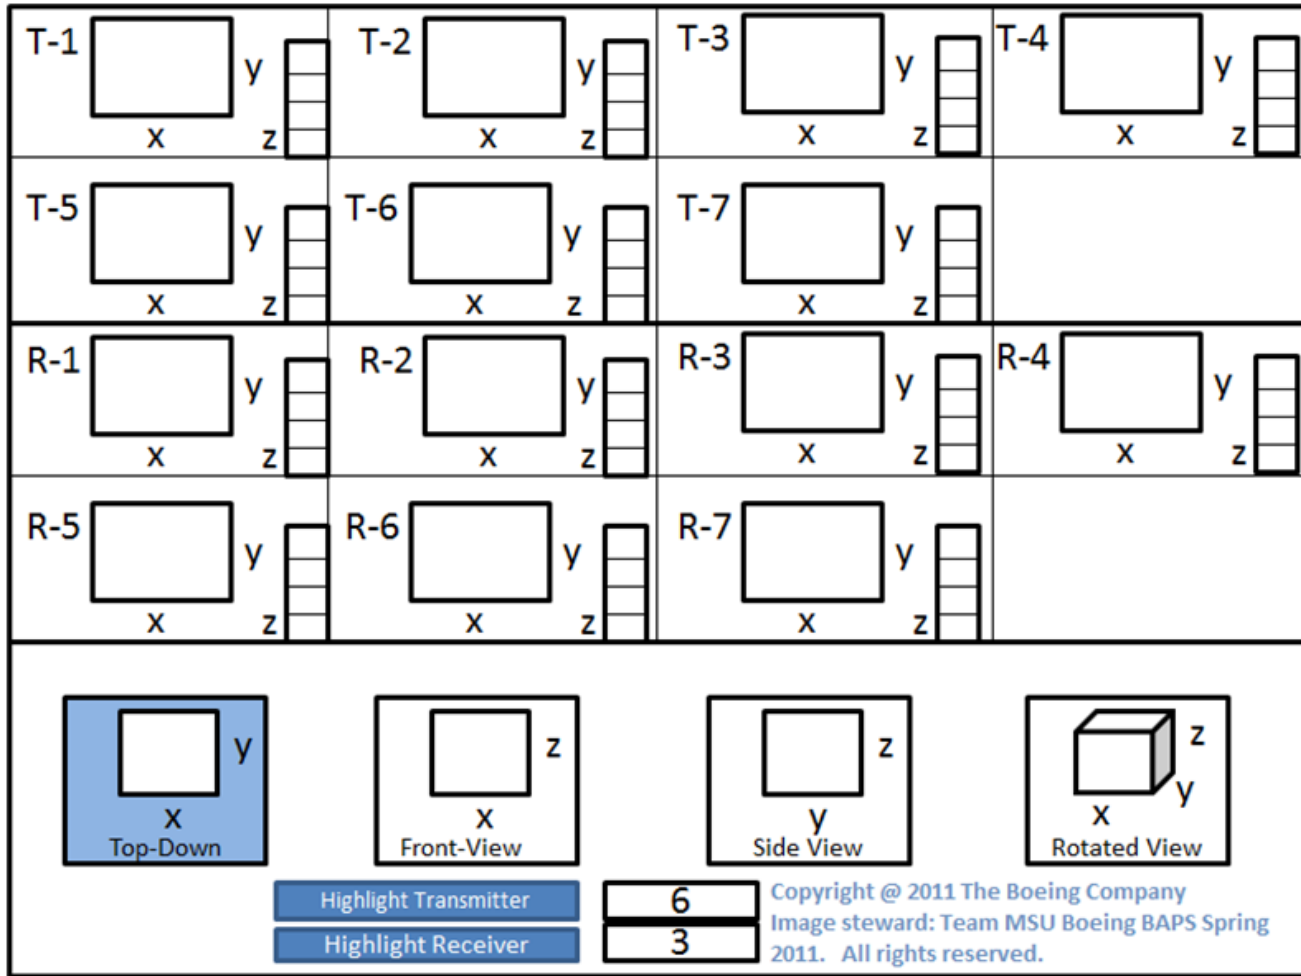 T-1 y x z T-2 y x z T-3 y x z T-4 y x z
T-5 y x z T-6 y x z T-7 y x z
R-1 y x z R-2 y x z R-3 y x z R-4 y x z
R-5 y x z R-6 y x z R-7 y x z
y z z z
x x y x y
Top-Down Front-View Side View Rotated View
Highlight Transmitter 6 Copyright @ 2011 The Boeing Company
Image steward: Team MSU Boeing BAPS Spring
Highlight Receiver 3 2011. All rights reserved.